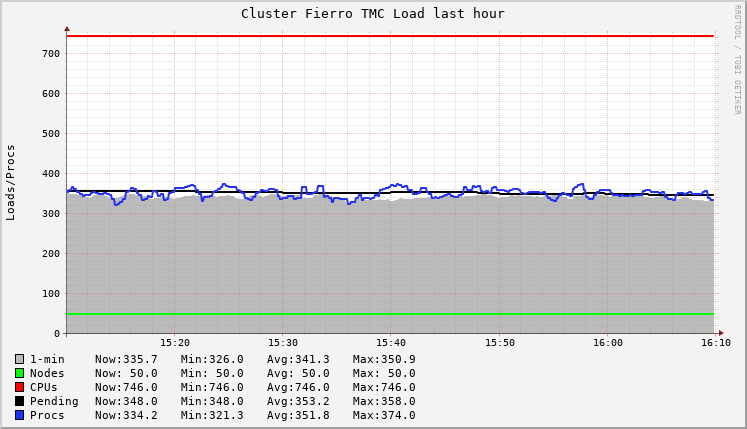 Cluster Fierro TMC Load last hour
RRDTOOL / TOBI OETIKER
Loads/Procs
700
600
500
400
300
200
100
0
15:20 15:30 15:40 15:50 16:00 16:10
1-min Now:335.7 Min:326.0 Avg:341.3 Max:350.9
Nodes Now: 50.0 Min: 50.0 Avg: 50.0 Max: 50.0
CPUs Now:746.0 Min:746.0 Avg:746.0 Max:746.0
Pending Now:348.0 Min:348.0 Avg:353.2 Max:358.0
Procs Now:334.2 Min:321.3 Avg:351.8 Max:374.0